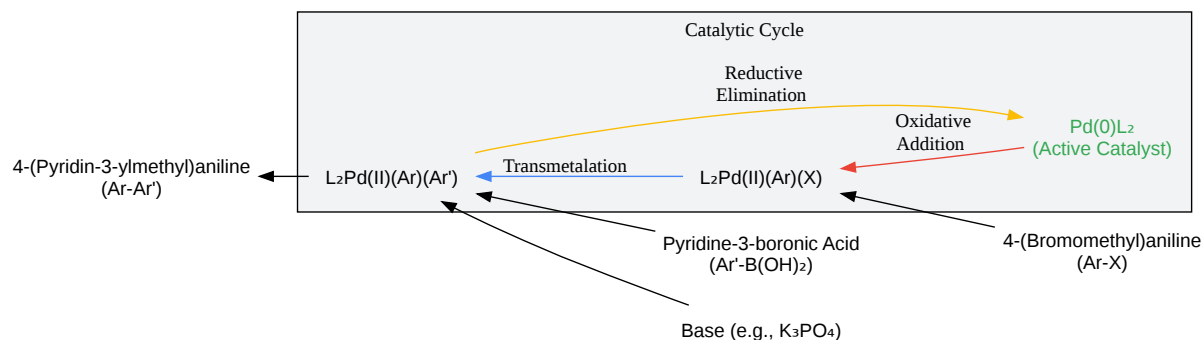 Catalytic Cycle
Reductive
Elimination
Oxidative
Addition
Pd(0)L₂
(Active Catalyst)
4-(Pyridin-3-ylmethyl)aniline
(Ar-Ar')
L₂Pd(II)(Ar)(Ar')
Transmetalation
L₂Pd(II)(Ar)(X)
Pyridine-3-boronic Acid
(Ar'-B(OH)₂)
4-(Bromomethyl)aniline
(Ar-X)
Base (e.g., K₃PO₄)